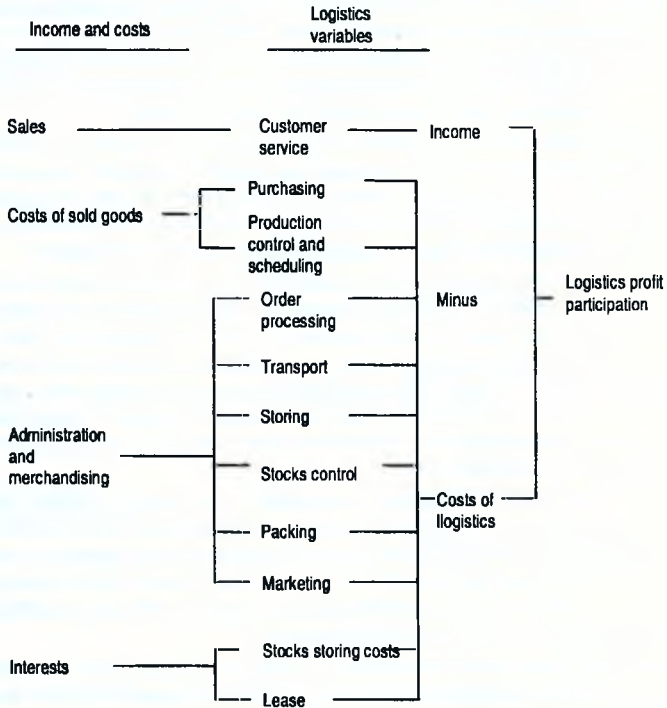 Income and costs
Logistics
variables
Sales
Customer
service
Income
Costs of sold goods
Purchasing
Production
control and
scheduling
Order
processing
Minus
Logistics profit
participation
Transport
Storing
Administration
and
merchandising
Stocks control
Costs of
llogistics
Packing
Marketing
Interests
Stocks storing costs
Lease